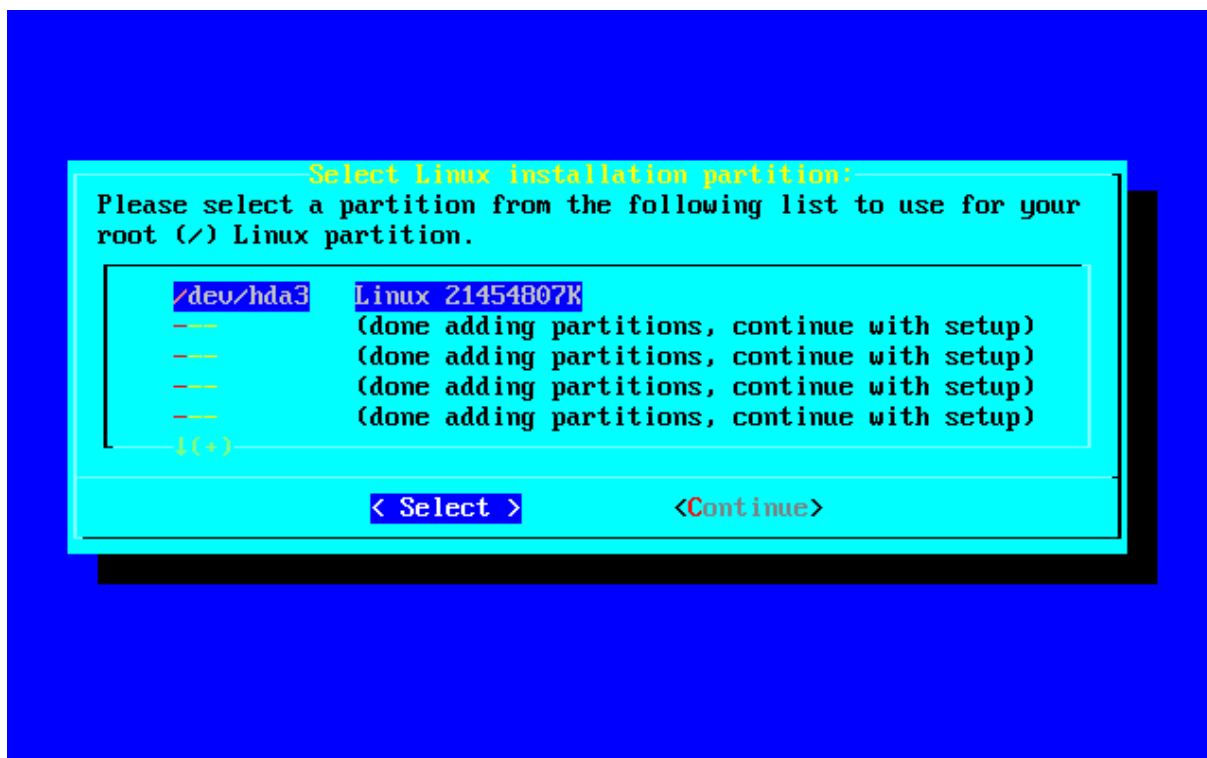 Select Linux installation partition:
Please select a partition from the following list to use for your
root (/) Linux partition.
/dev/hda3 Linux 21454807K
--- (done adding partitions, continue with setup)
--- (done adding partitions, continue with setup)
--- (done adding partitions, continue with setup)
--- (done adding partitions, continue with setup)
↓(+)
< Select > <Continue>